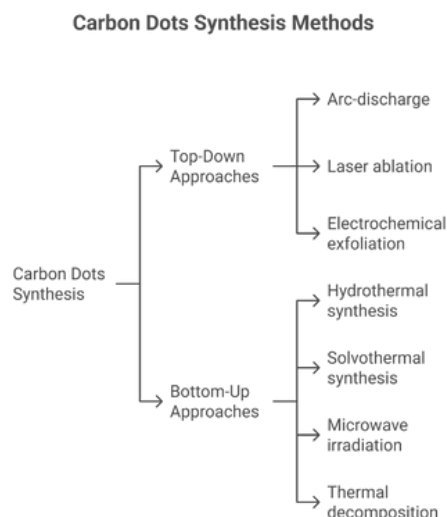 Carbon Dots Synthesis Methods
Arc-discharge
Top-Down
Approaches
Laser ablation
Electrochemical
exfoliation
Carbon Dots
Synthesis
Hydrothermal
synthesis
Solvothermal
synthesis
Bottom-Up
Approaches
Microwave
irradiation
Thermal
decomposition